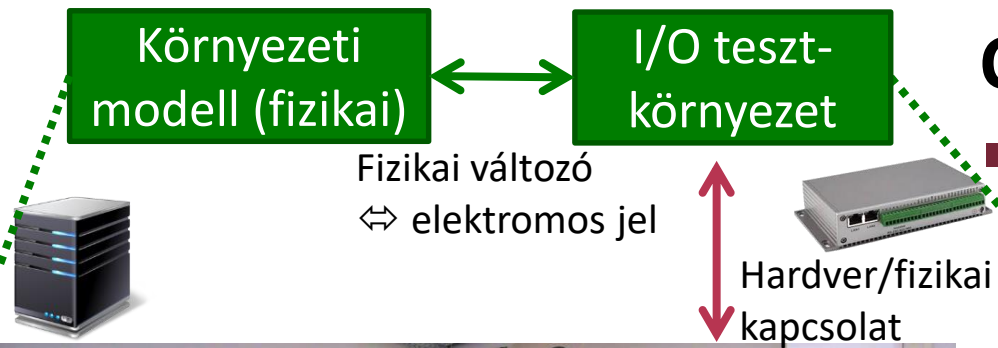 Környezeti
modell (fizikai)
I/O teszt-
környezet
Fizikai változó
⇔ elektromos jel
Hardver/fizikai
kapcsolat